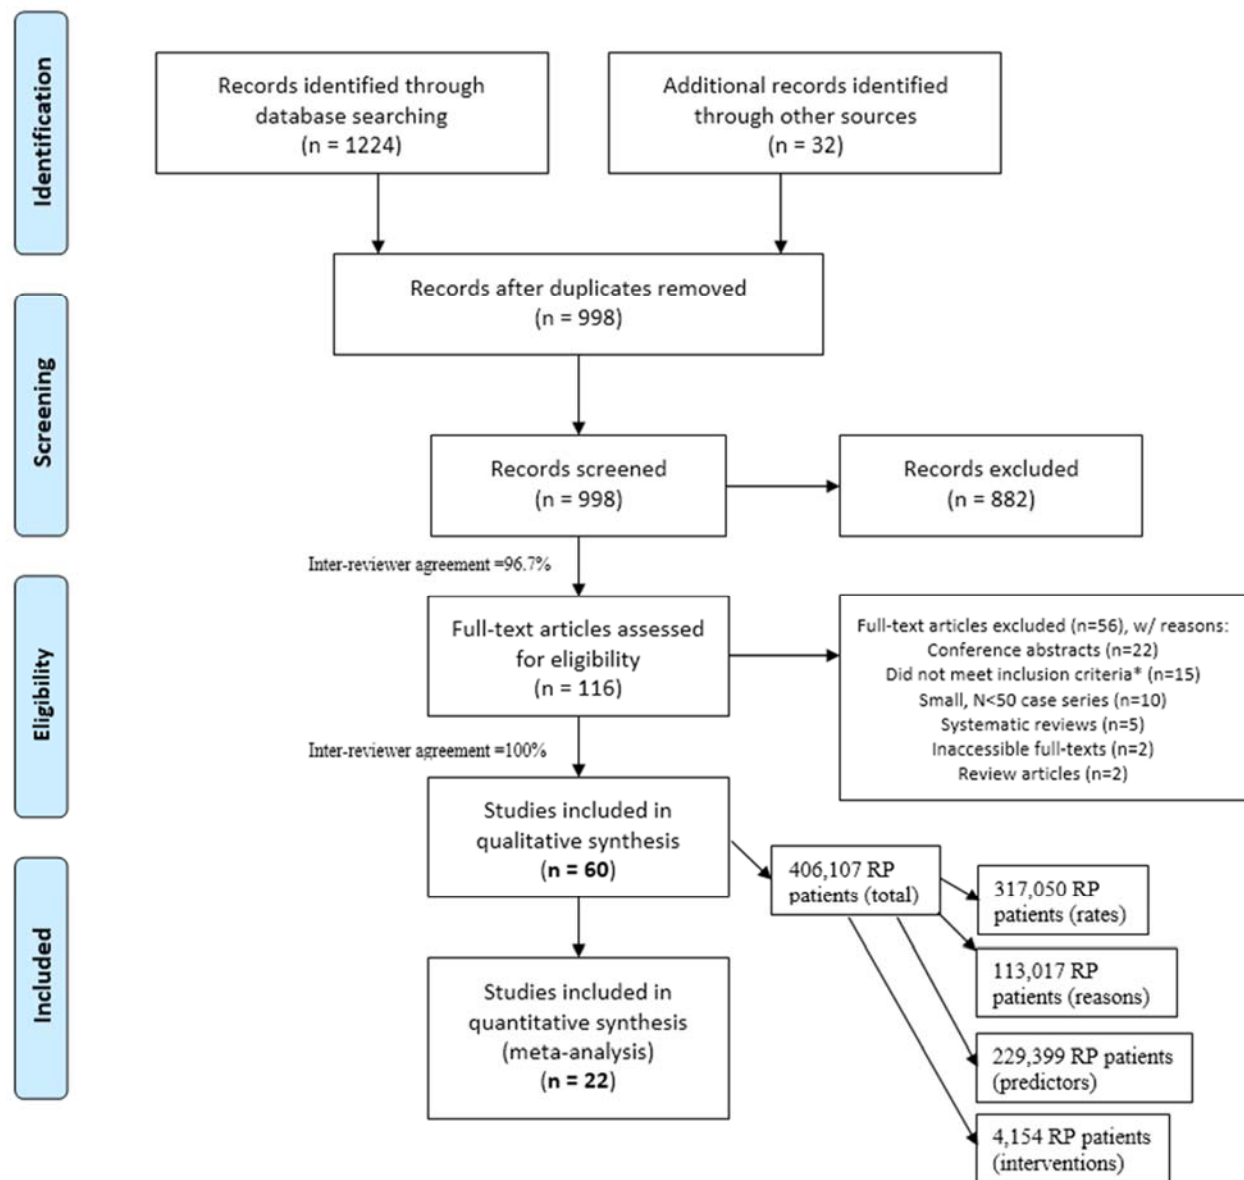 Identification
Records identified through
database searching
(n = 1224)
Additional records identified
through other sources
(n = 32)
Records after duplicates removed
(n = 998)
Screening
Records screened
(n = 998)
Records excluded
(n = 882)
Inter-reviewer agreement =96.7%
Eligibility
Full-text articles assessed
for eligibility
(n = 116)
Full-text articles excluded (n=56), w/ reasons:
Conference abstracts (n=22)
Did not meet inclusion criteria* (n=15)
Small, N<50 case series (n=10)
Systematic reviews (n=5)
Inaccessible full-texts (n=2)
Review articles (n=2)
Inter-reviewer agreement =100%
Studies included in
qualitative synthesis
(n = 60)
Included
406,107 RP
patients (total)
317,050 RP
patients (rates)
113,017 RP
patients (reasons)
229,399 RP patients
(predictors)
4,154 RP patients
(interventions)
Studies included in
quantitative synthesis
(meta-analysis)
(n = 22)